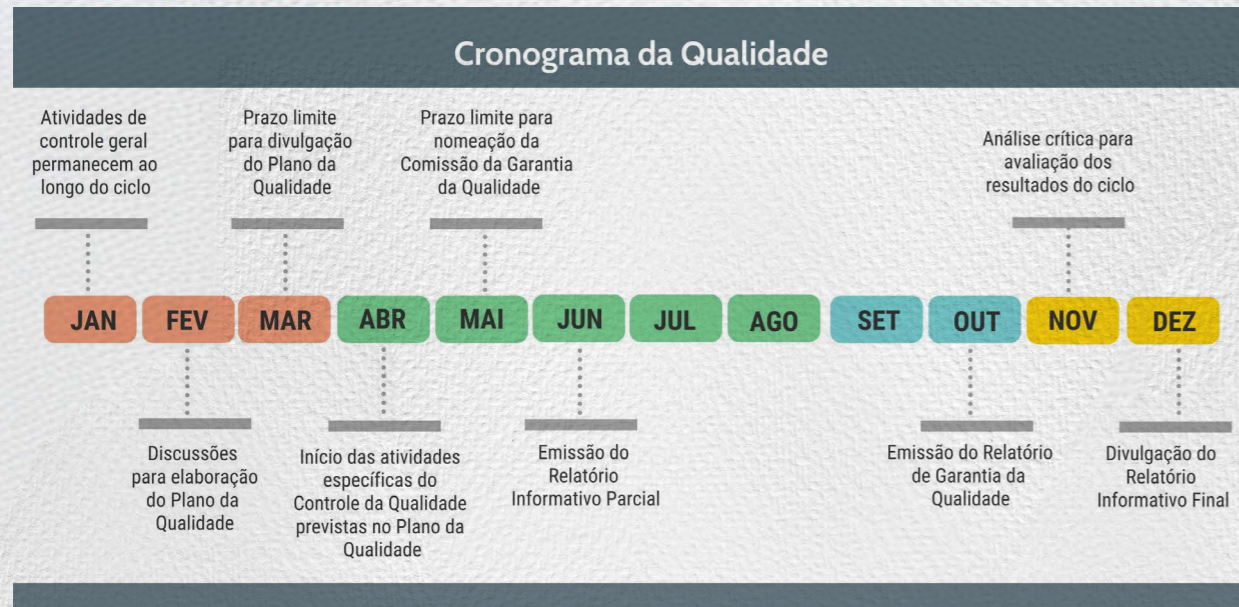 Cronograma da Qualidade
Atividades de
controle geral
permanecem ao
longo do ciclo
Prazo limite
para divulgação
do Plano da
Qualidade
Prazo limite para
nomeação da
Comissão da Garantia
da Qualidade
Análise crítica para
avaliação dos
resultados do ciclo
JAN FEV MAR ABR MAI JUN JUL AGO SET OUT NOV DEZ
Discussões
para elaboração
do Plano da
Qualidade
Início das atividades
específicas do
Controle da Qualidade
previstas no Plano da
Qualidade
Emissão do
Relatório
Informativo Parcial
Emissão do Relatório
de Garantia da
Qualidade
Divulgação do
Relatório
Informativo Final